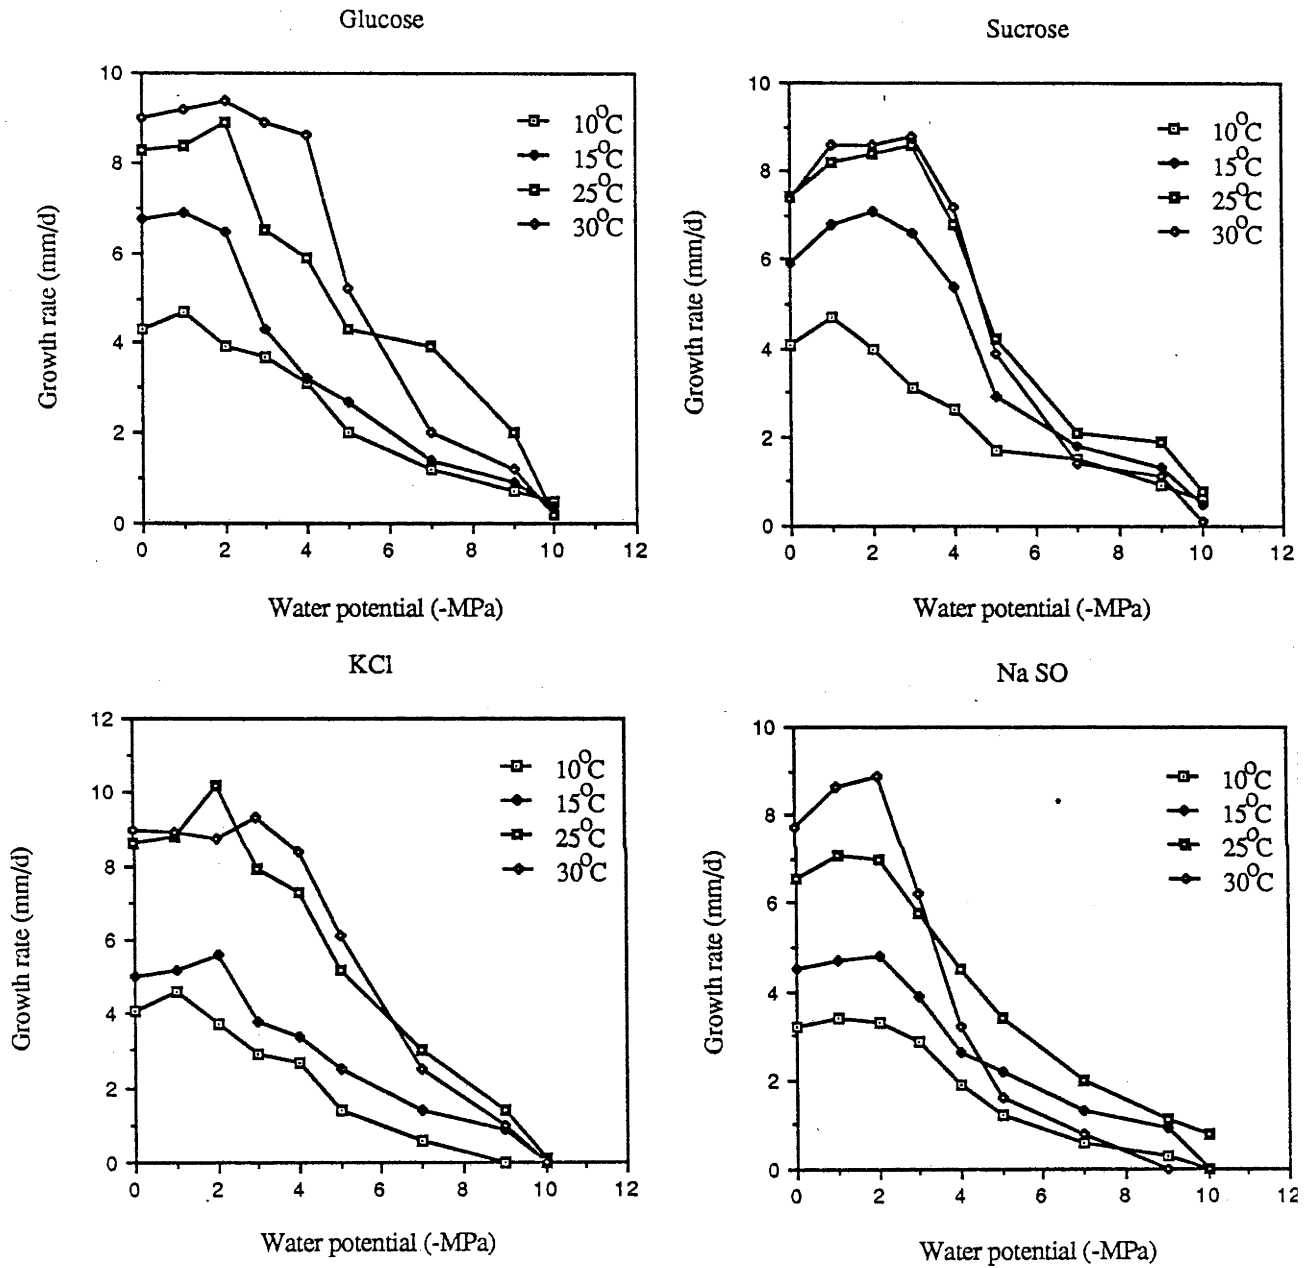 Glucose
10
8
6
4
2
0
0 2 4 6 8 10 12
Growth rate (mm/d)
Water potential (-MPa)
10°C
15°C
25°C
30°C
Sucrose
10
8
6
4
2
0
0 2 4 6 8 10 12
Growth rate (mm/d)
Water potential (-MPa)
10°C
15°C
25°C
30°C
KCl
12
10
8
6
4
2
0
0 2 4 6 8 10 12
Growth rate (mm/d)
Water potential (-MPa)
10°C
15°C
25°C
30°C
Na SO
10
8
6
4
2
0
0 2 4 6 8 10 12
Growth rate (mm/d)
Water potential (-MPa)
10°C
15°C
25°C
30°C